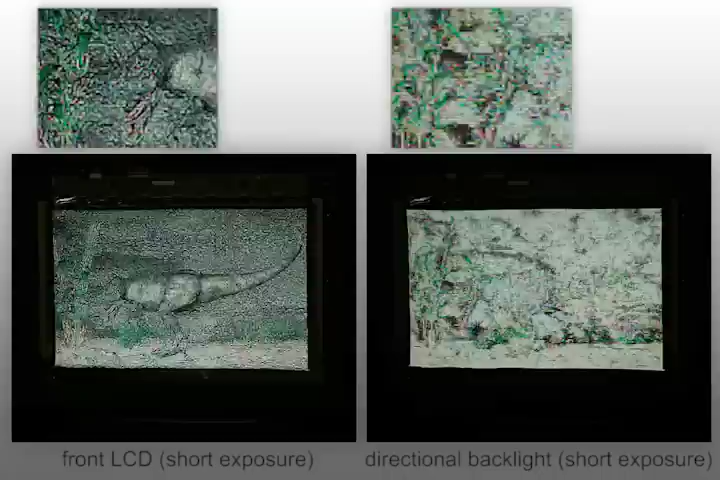 front LCD (short exposure)
directional backlight (short exposure)